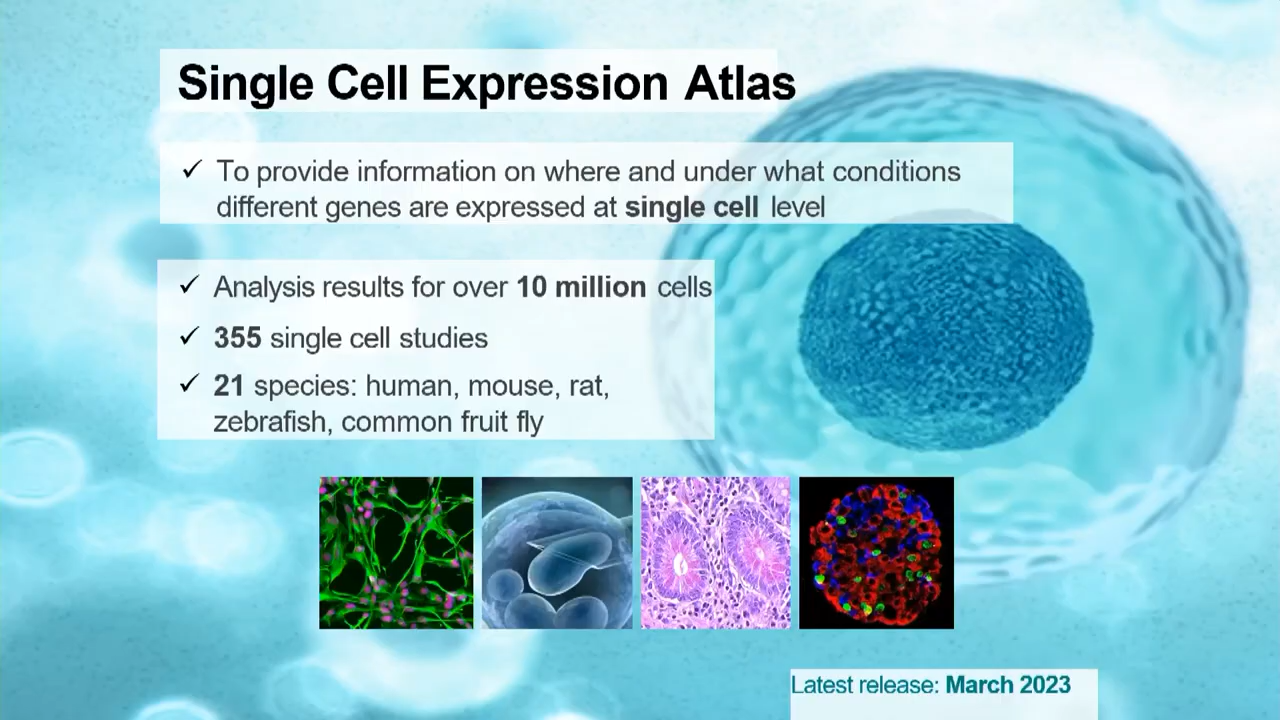 Single Cell Expression Atlas
✓ To provide information on where and under what conditions
different genes are expressed at single cell level
✓ Analysis results for over 10 million cells
✓ 355 single cell studies
✓ 21 species: human, mouse, rat,
zebrafish, common fruit fly
Latest release: March 2023